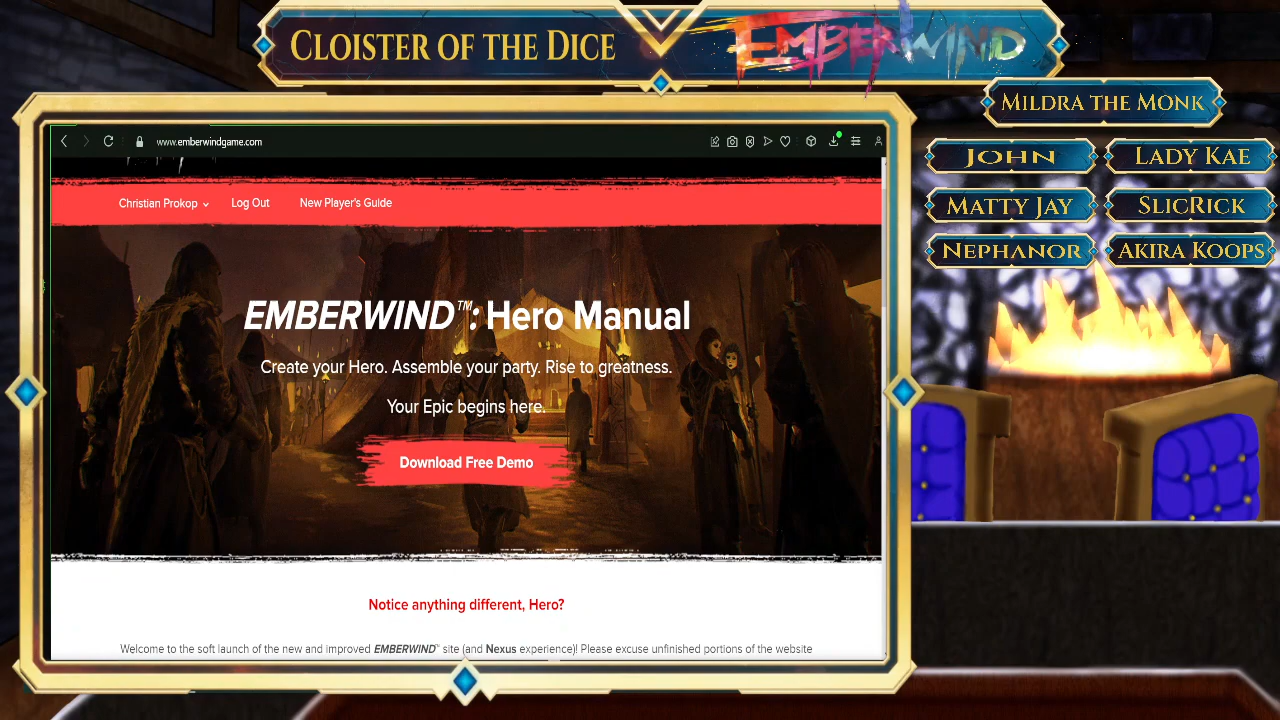 CLOISTER OF THE DICE
EMBERWIND
MILDRA THE MONK
JOHN
LADY KAE
MATTY JAY
SLICRICK
NEPHANOR
AKIRA KOOPS
www.emberwindgame.com
Christian Prokop
Log Out
New Player's Guide
EMBERWIND™: Hero Manual
Create your Hero. Assemble your party. Rise to greatness.
Your Epic begins here.
Download Free Demo
Notice anything different, Hero?
Welcome to the soft launch of the new and improved EMBERWIND™ site (and Nexus experience)! Please excuse unfinished portions of the website